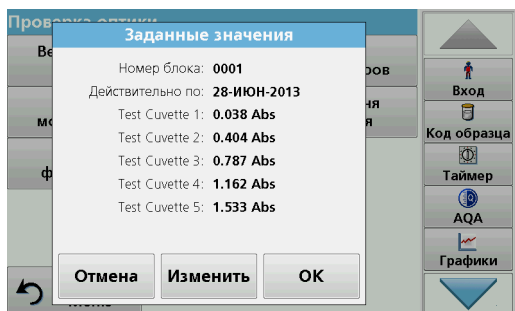 Заданные значения
Номер блока: 0001
Действительно по: 28-ИЮН-2013
Test Cuvette 1: 0.038 Abs
Test Cuvette 2: 0.404 Abs
Test Cuvette 3: 0.787 Abs
Test Cuvette 4: 1.162 Abs
Test Cuvette 5: 1.533 Abs
Отмена
Изменить
OK
Вход
Код образца
Таймер
AQA
Графики